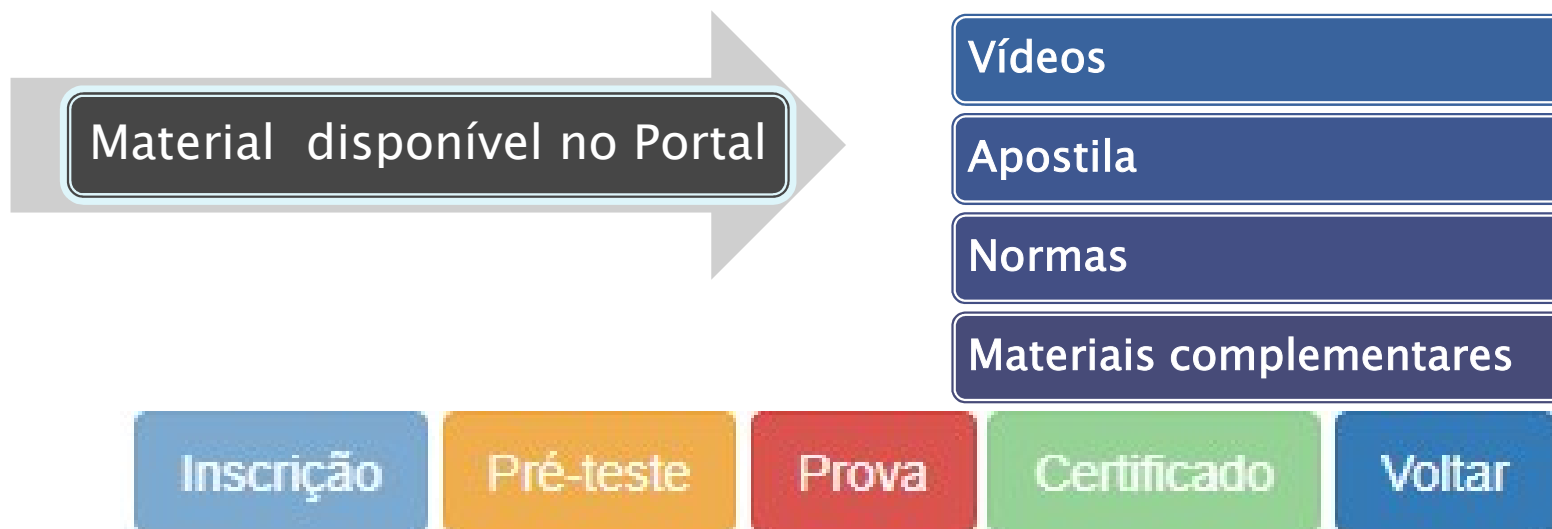 Material disponível no Portal
Vídeos
Apostila
Normas
Materiais complementares
Inscrição
Pré-teste
Prova
Certificado
Voltar